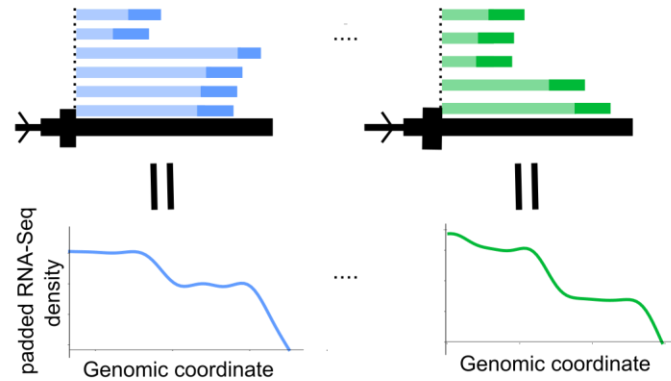 ....
padded RNA-Seq
density
....
Genomic coordinate
Genomic coordinate